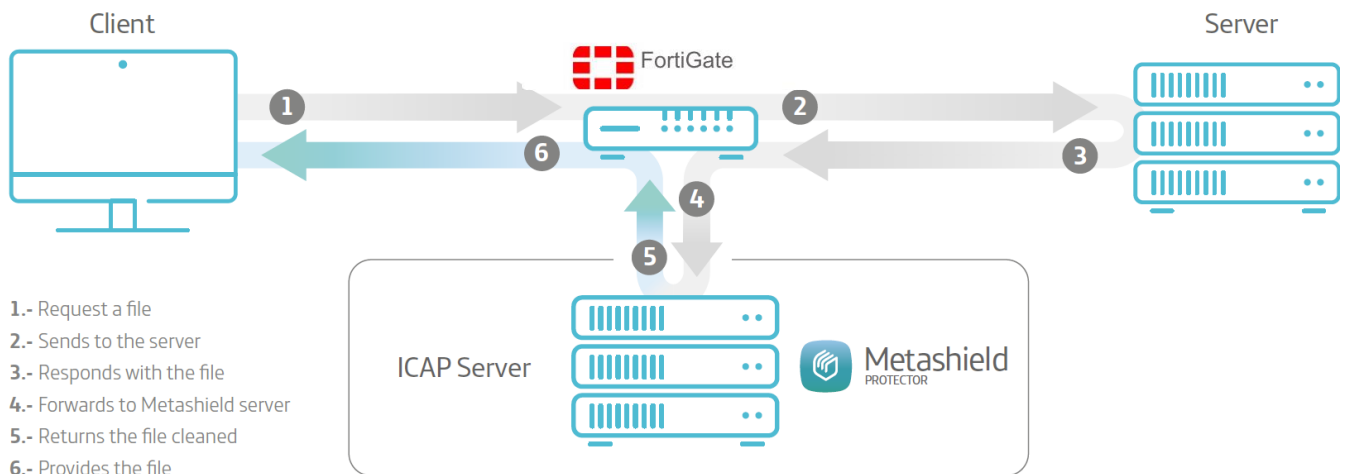 Client
Server
FortiGate
1
2
6
3
4
5
1.- Request a file
2.- Sends to the server
3.- Responds with the file
4.- Forwards to Metashield server
5.- Returns the file cleaned
6.- Provides the file
ICAP Server
Metashield
PROTECTOR